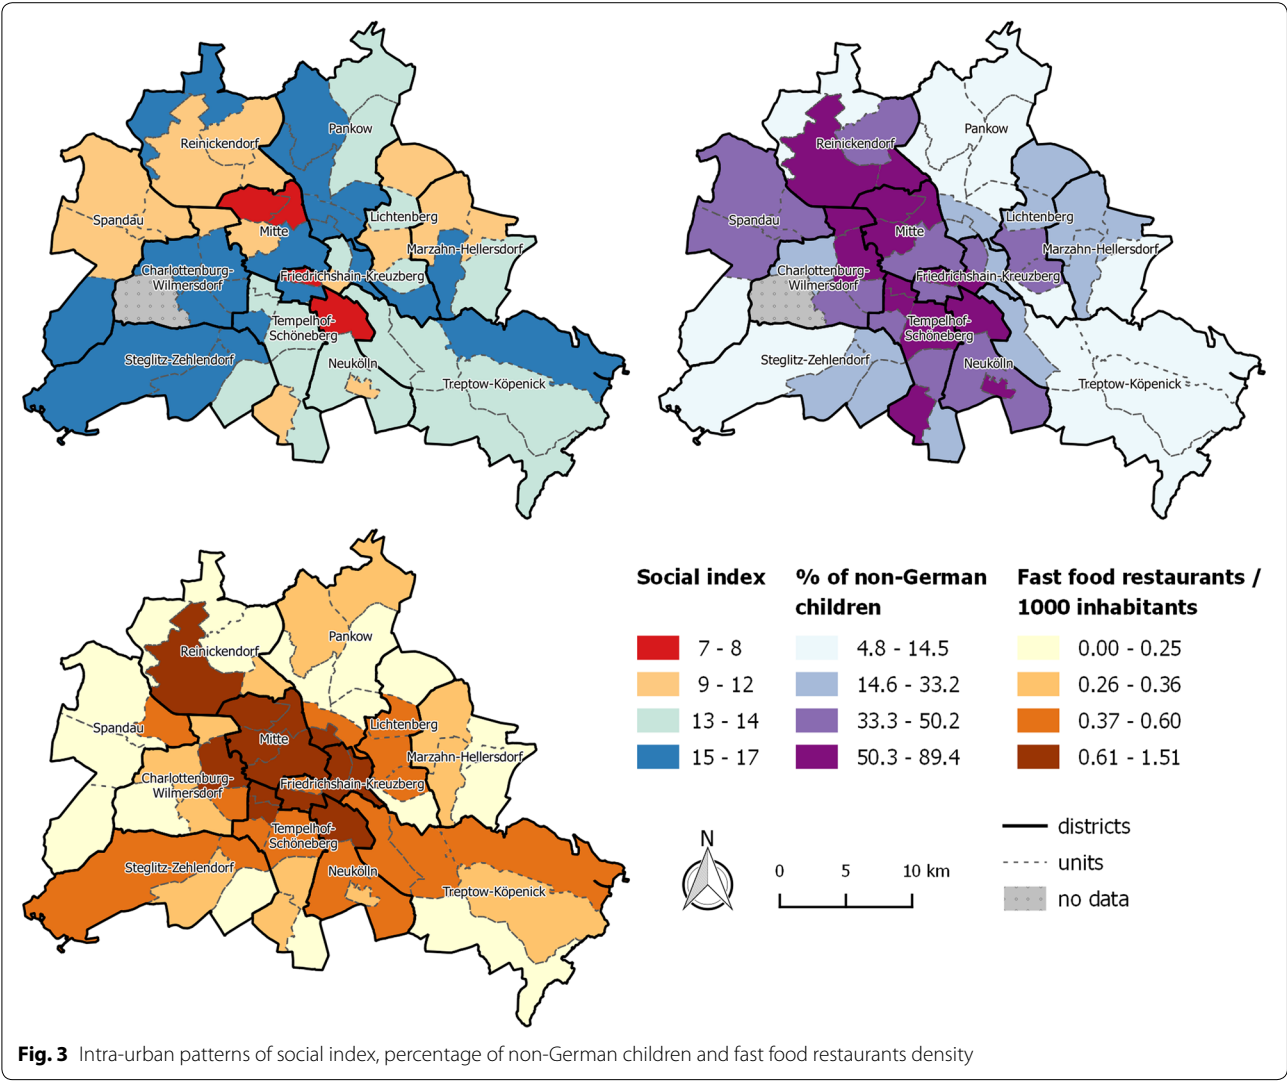 Pankow
Reinickendorf
Spandau
Mitte
Lichtenberg
Marzahn-Hellersdorf
Charlottenburg-
Wilmersdorf
Friedrichshain-Kreuzberg
Tempelhof-
Schöneberg
Steglitz-Zehlendorf
Neukölln
Treptow-Köpenick
Pankow
Reinickendorf
Spandau
Mitte
Lichtenberg
Marzahn-Hellersdorf
Charlottenburg-
Wilmersdorf
Friedrichshain-Kreuzberg
Tempelhof-
Schöneberg
Steglitz-Zehlendorf
Neukölln
Treptow-Köpenick
Pankow
Reinickendorf
Spandau
Mitte
Lichtenberg
Marzahn-Hellersdorf
Charlottenburg-
Wilmersdorf
Friedrichshain-Kreuzberg
Tempelhof-
Schöneberg
Steglitz-Zehlendorf
Neukölln
Treptow-Köpenick
Social index
7 - 8
9 - 12
13 - 14
15 - 17
% of non-German
children
4.8 - 14.5
14.6 - 33.2
33.3 - 50.2
50.3 - 89.4
Fast food restaurants /
1000 inhabitants
0.00 - 0.25
0.26 - 0.36
0.37 - 0.60
0.61 - 1.51
N
0 5 10 km
districts
units
no data
Fig. 3 Intra-urban patterns of social index, percentage of non-German children and fast food restaurants density